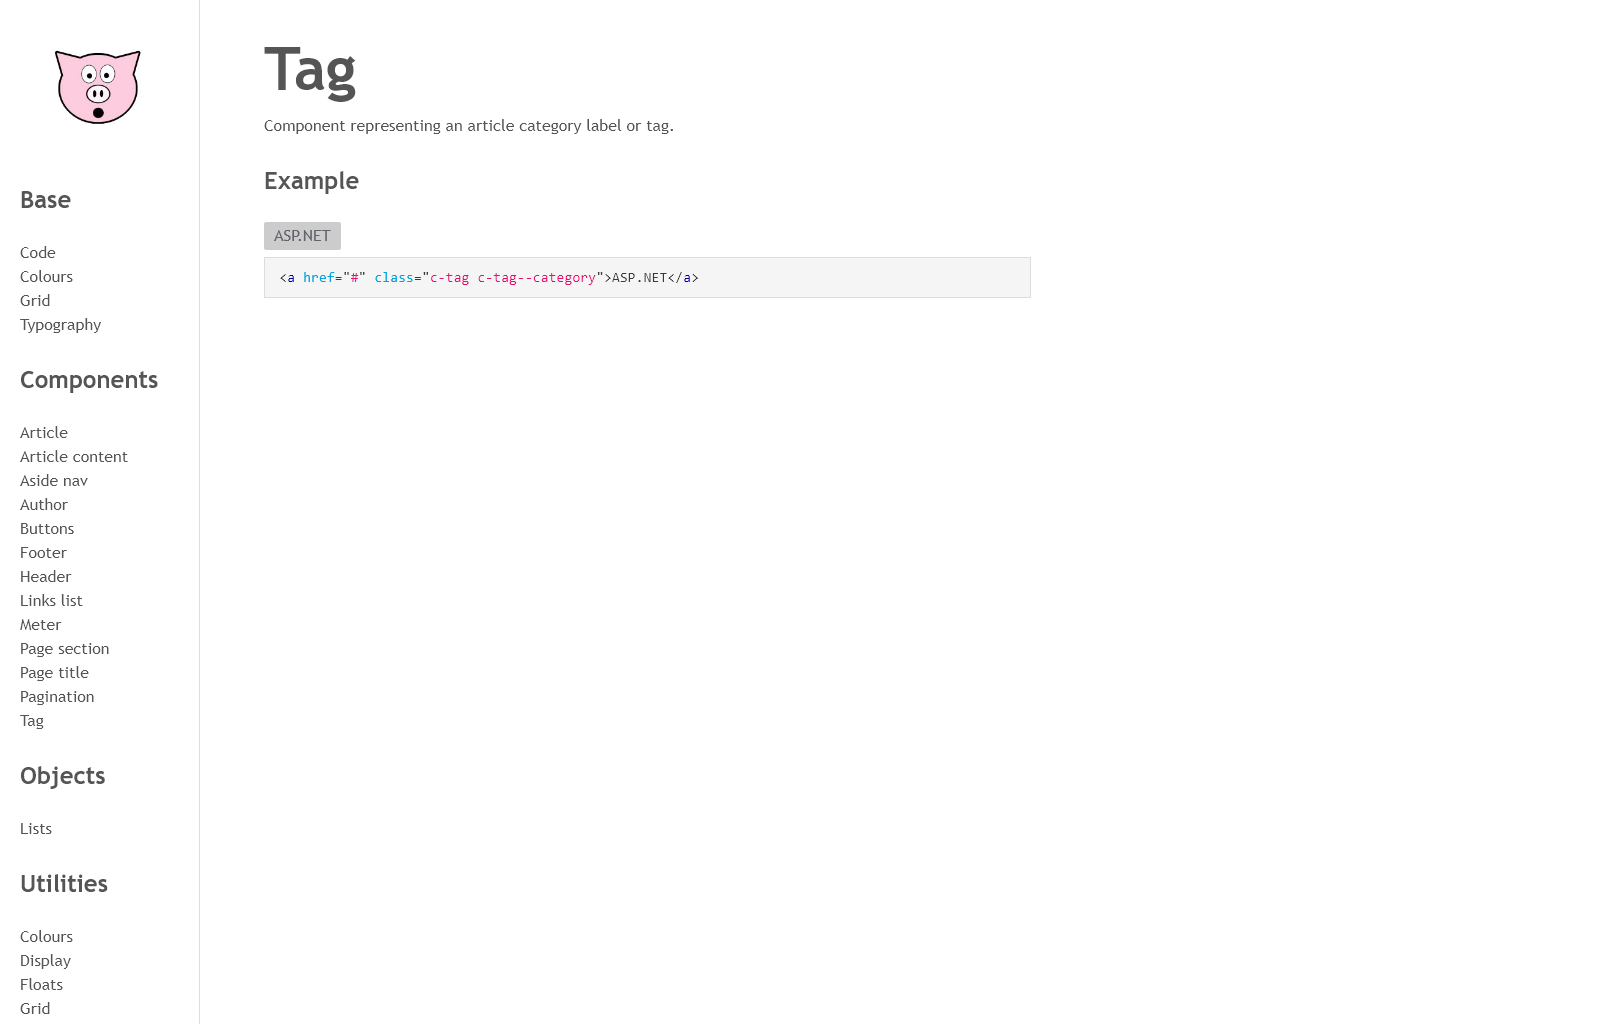 Base
Code
Colours
Grid
Typography
Components
Article
Article content
Aside nav
Author
Buttons
Footer
Header
Links list
Meter
Page section
Page title
Pagination
Tag
Objects
Lists
Utilities
Colours
Display
Floats
Grid
Tag
Component representing an article category label or tag.
Example
ASP.NET
<a href="#" class="c-tag c-tag--category">ASP.NET</a>